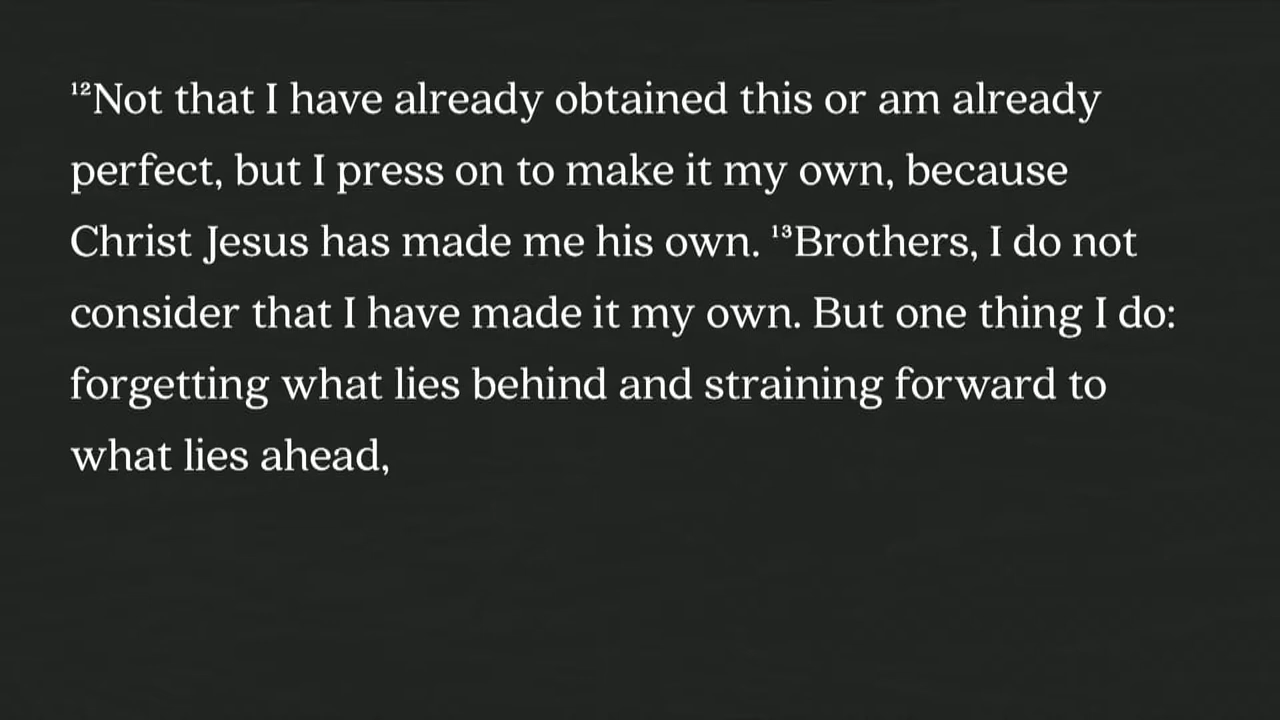 ¹²Not that I have already obtained this or am already
perfect, but I press on to make it my own, because
Christ Jesus has made me his own. ¹³Brothers, I do not
consider that I have made it my own. But one thing I do:
forgetting what lies behind and straining forward to
what lies ahead,